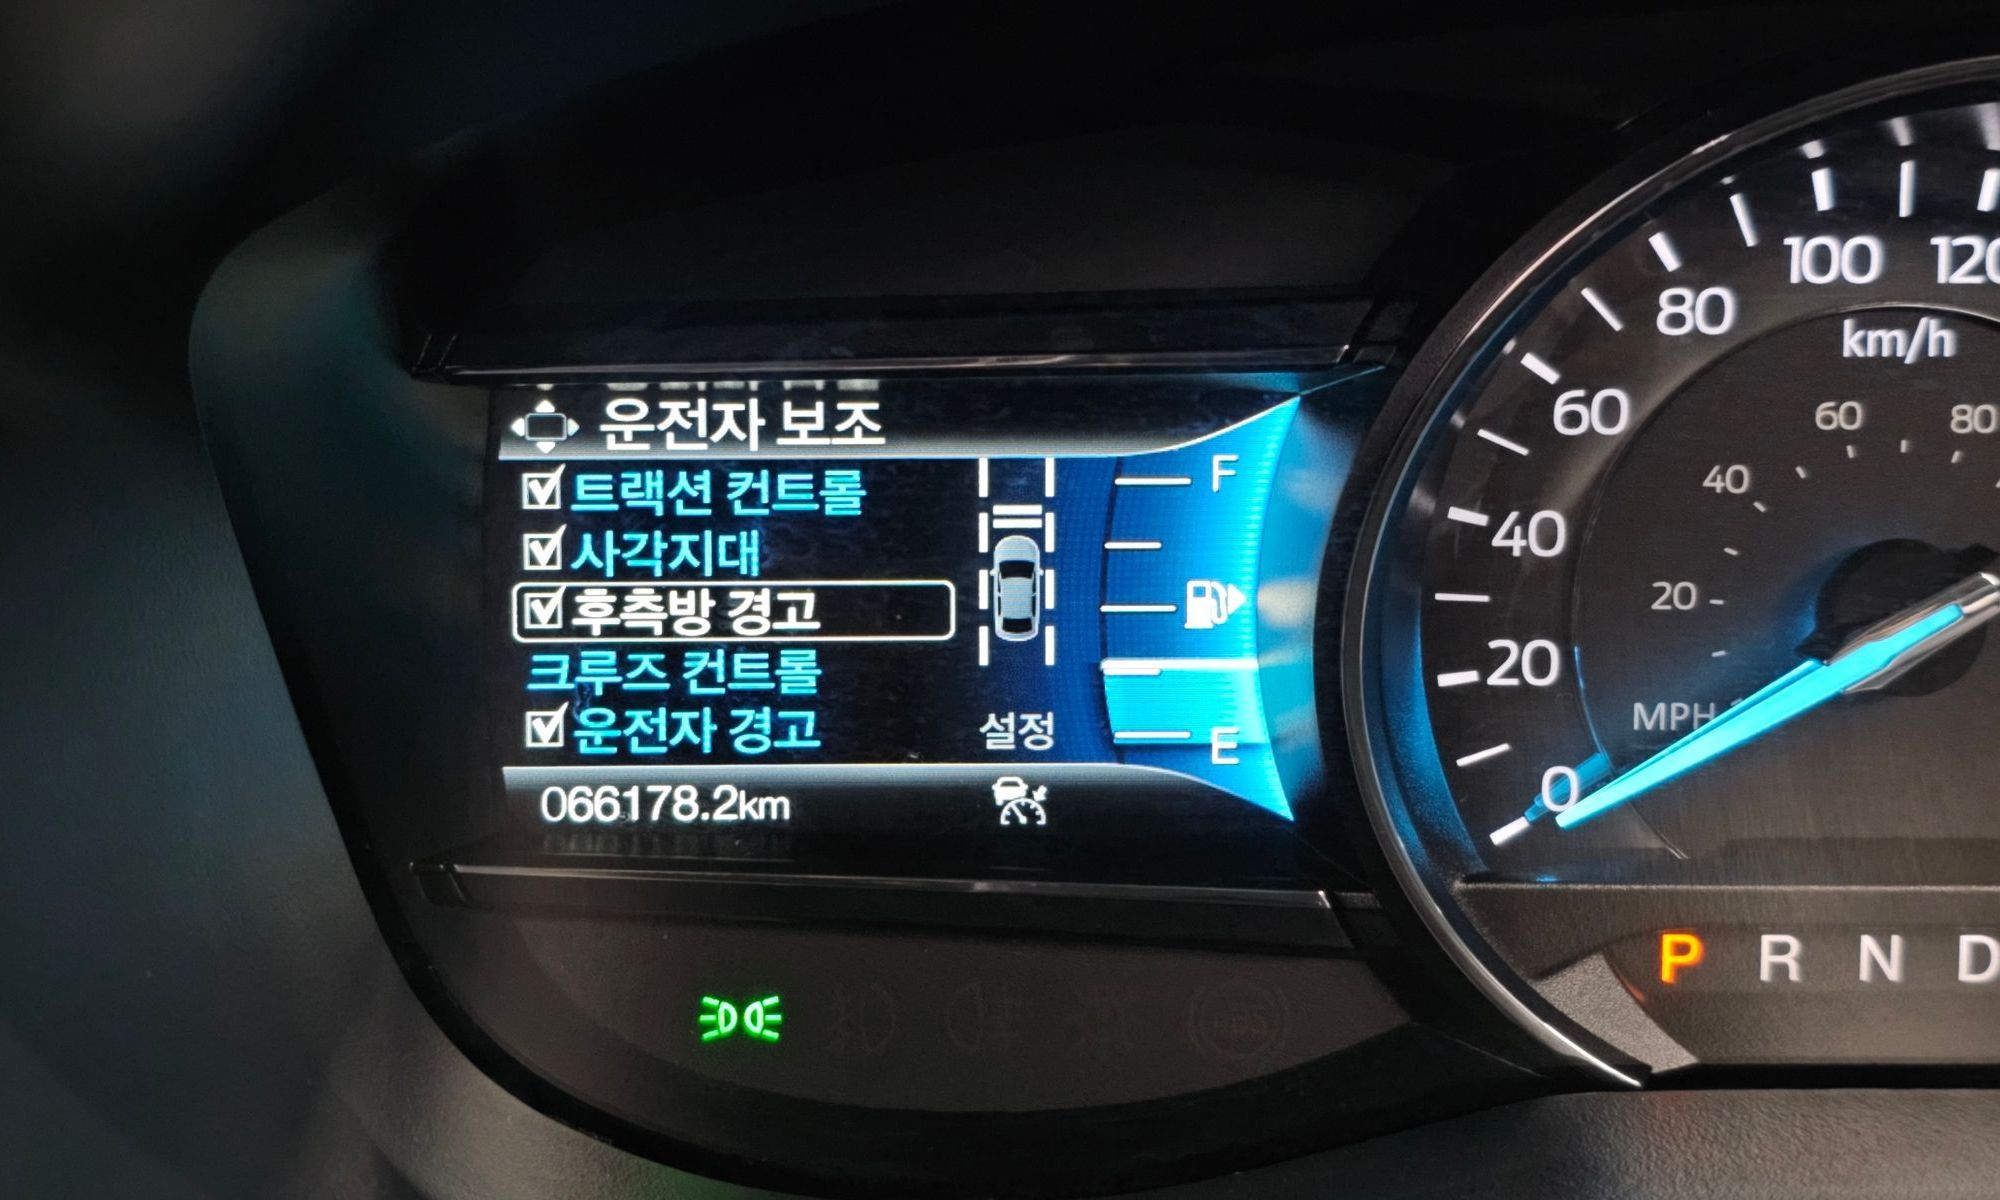 운전자 보조
트랙션 컨트롤
사각지대
후측방 경고
크루즈 컨트롤
운전자 경고
설정
066178.2km
F
E
0
20
40
60
80
100
120
km/h
20
40
60
80
MPH
P R N D